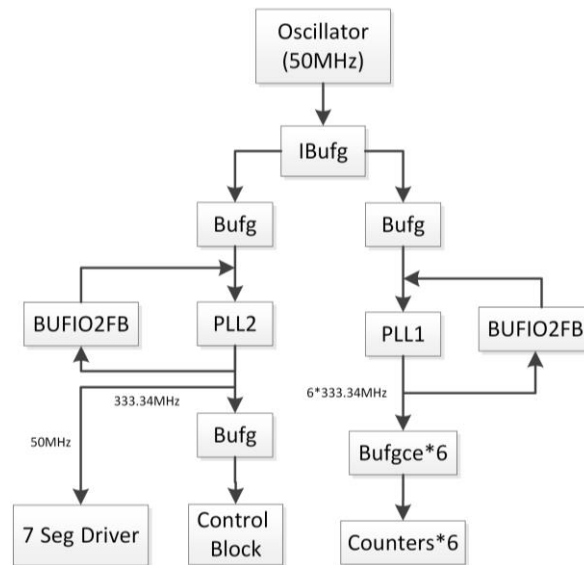 Oscillator
(50MHz)
IBufg
Bufg
Bufg
BUFIO2FB
PLL2
PLL1
BUFIO2FB
333.34MHz
6*333.34MHz
50MHz
Bufg
Bufgce*6
7 Seg Driver
Control
Block
Counters*6